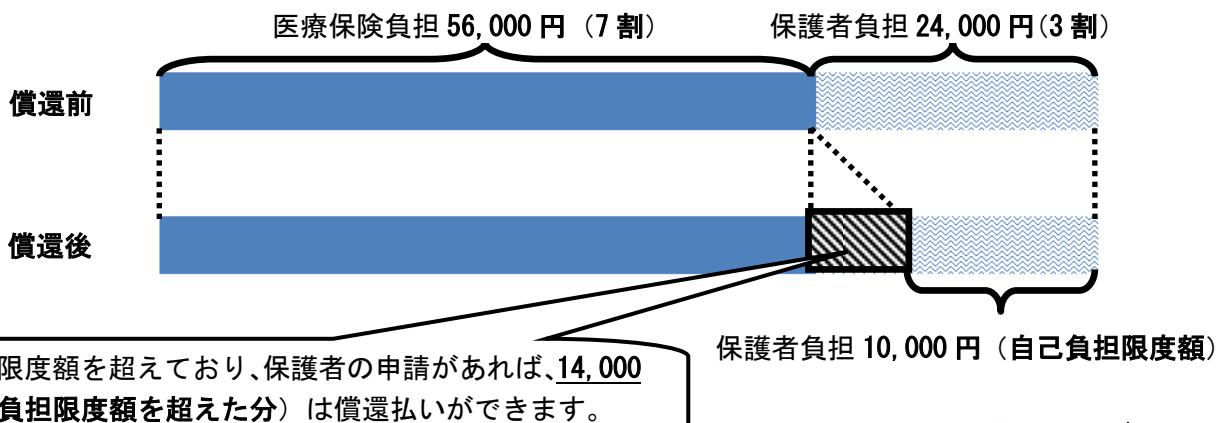 医療保険負担 56,000 円（7 割）
保護者負担 24,000 円(3 割)
償還前
償還後
保護者負担 10,000 円（自己負担限度額）
限度額を超えており、保護者の申請があれば、14,000
負担限度額を超えた分）は償還払いができます。